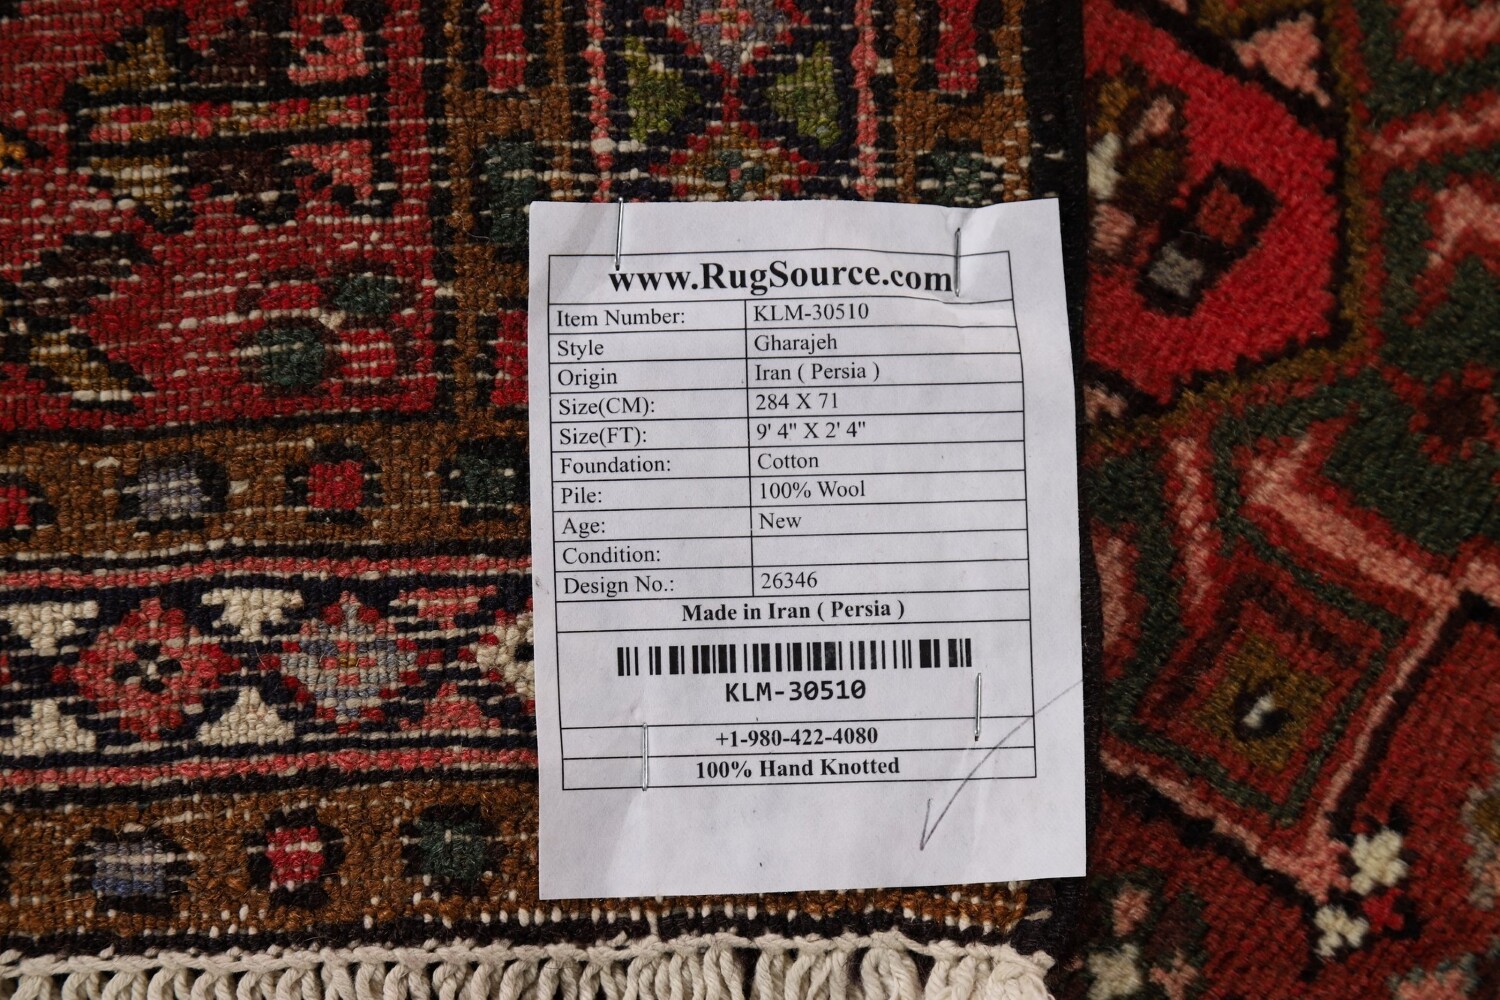 www.RugSource.com
Item Number: KLM-30510
Style Gharajeh
Origin Iran ( Persia )
Size(CM): 284 X 71
Size(FT): 9' 4" X 2' 4"
Foundation: Cotton
Pile: 100% Wool
Age: New
Condition:
Design No.: 26346
Made in Iran ( Persia )
KLM-30510
+1-980-422-4080
100% Hand Knotted